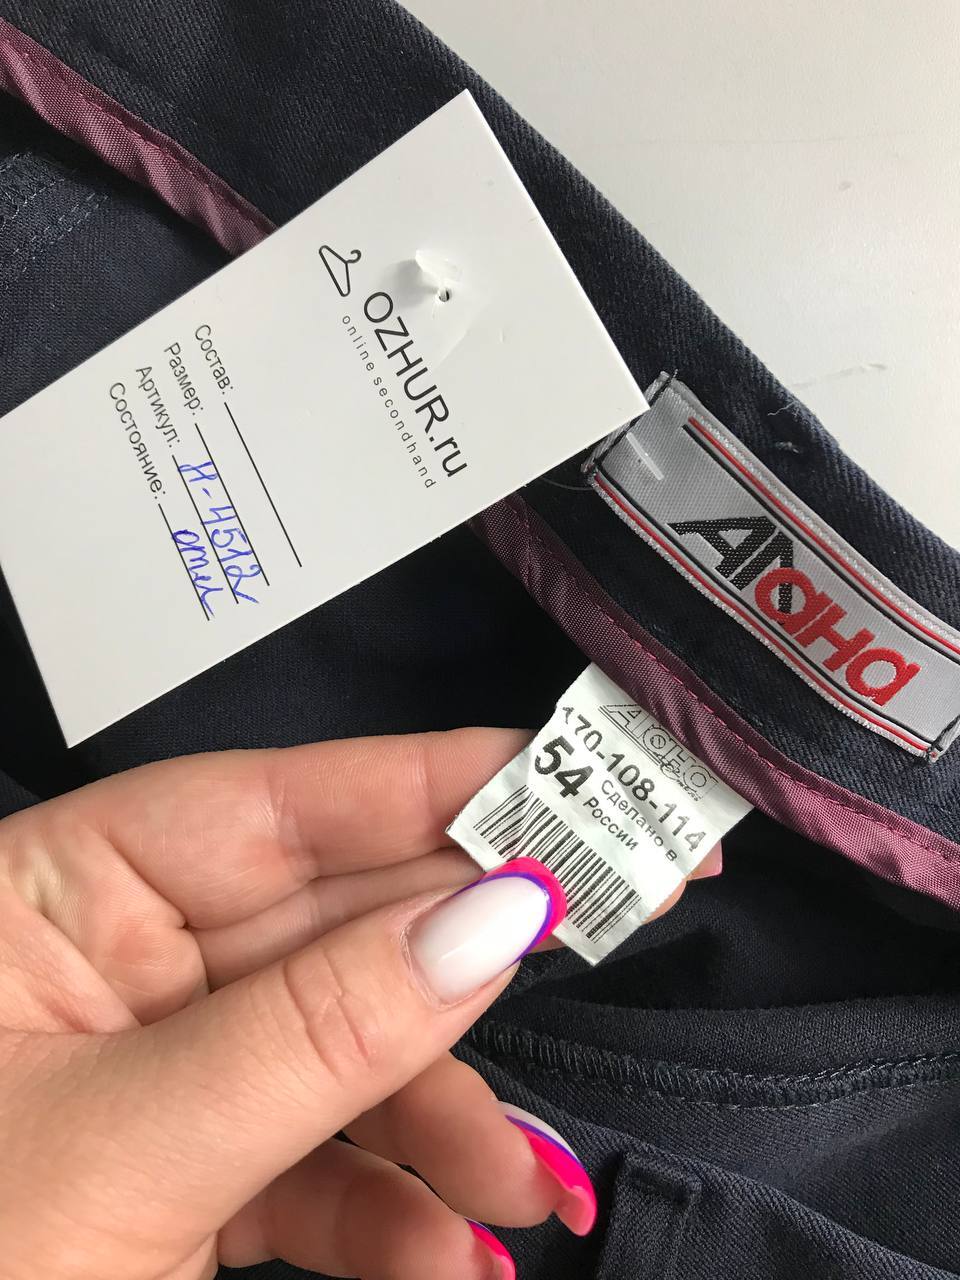 OZHUR.ru
online secondhand
Состав:
Размер:
Артикул: Н-4512
Состояние: отл
Алана
170-108-114
54
Сделано в
России